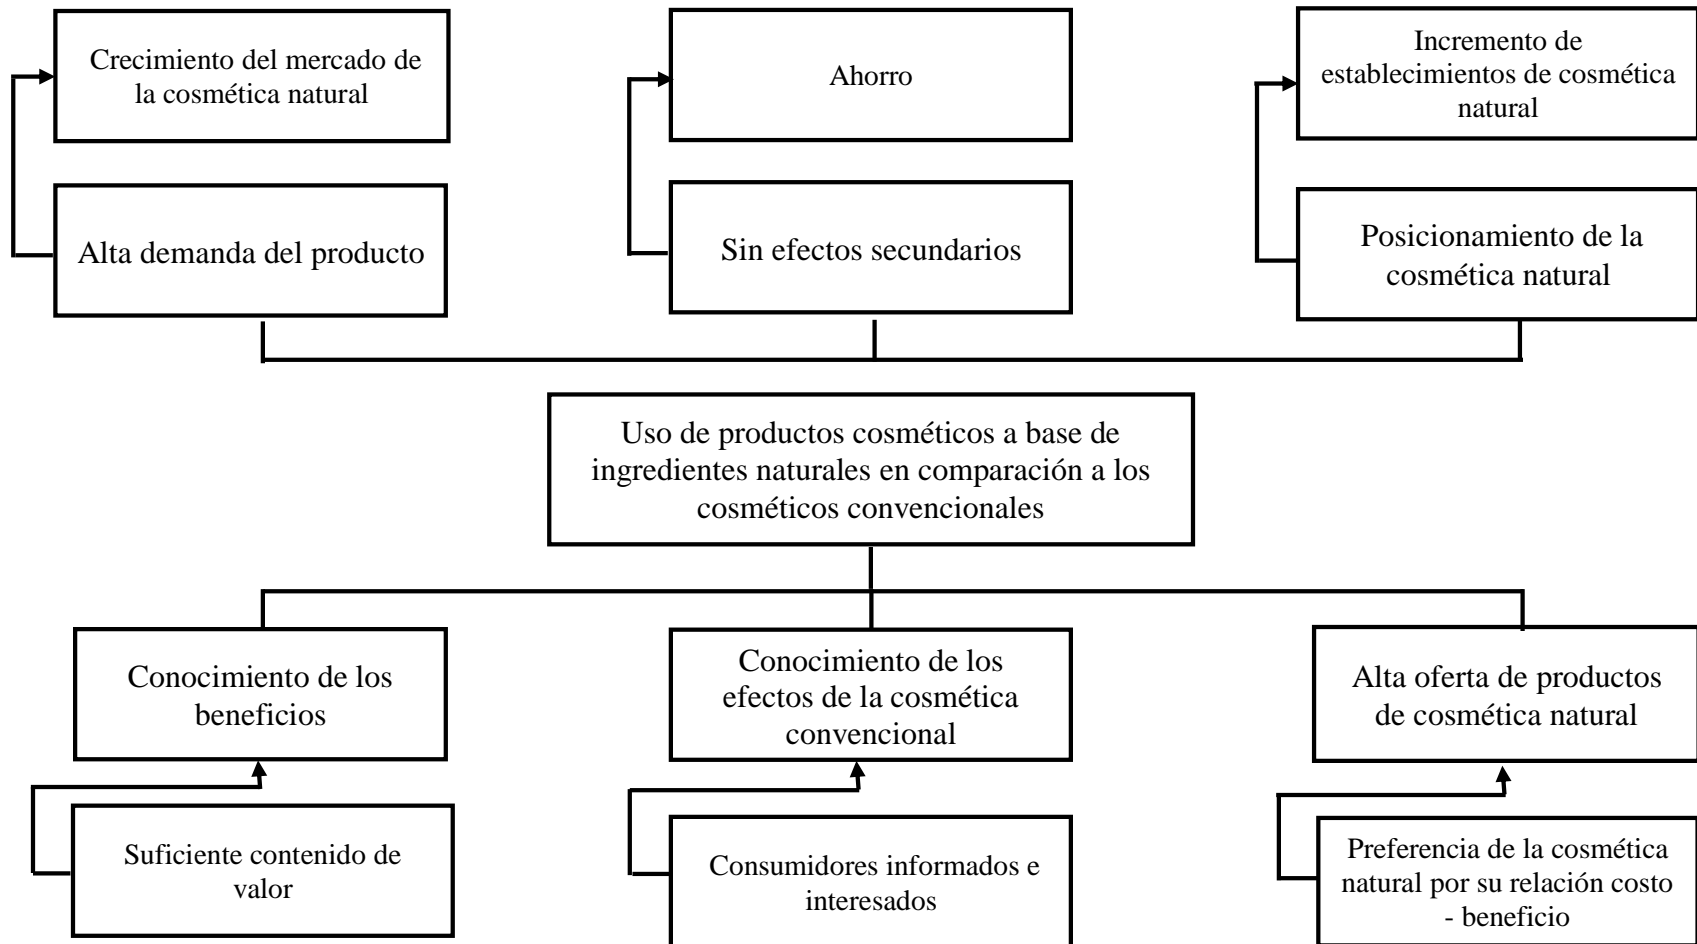 Crecimiento del mercado de
la cosmética natural
Ahorro
Incremento de
establecimientos de cosmética
natural
Alta demanda del producto
Sin efectos secundarios
Posicionamiento de la
cosmética natural
Uso de productos cosméticos a base de
ingredientes naturales en comparación a los
cosméticos convencionales
Conocimiento de los
beneficios
Conocimiento de los
efectos de la cosmética
convencional
Alta oferta de productos
de cosmética natural
Suficiente contenido de
valor
Consumidores informados e
interesados
Preferencia de la cosmética
natural por su relación costo
- beneficio